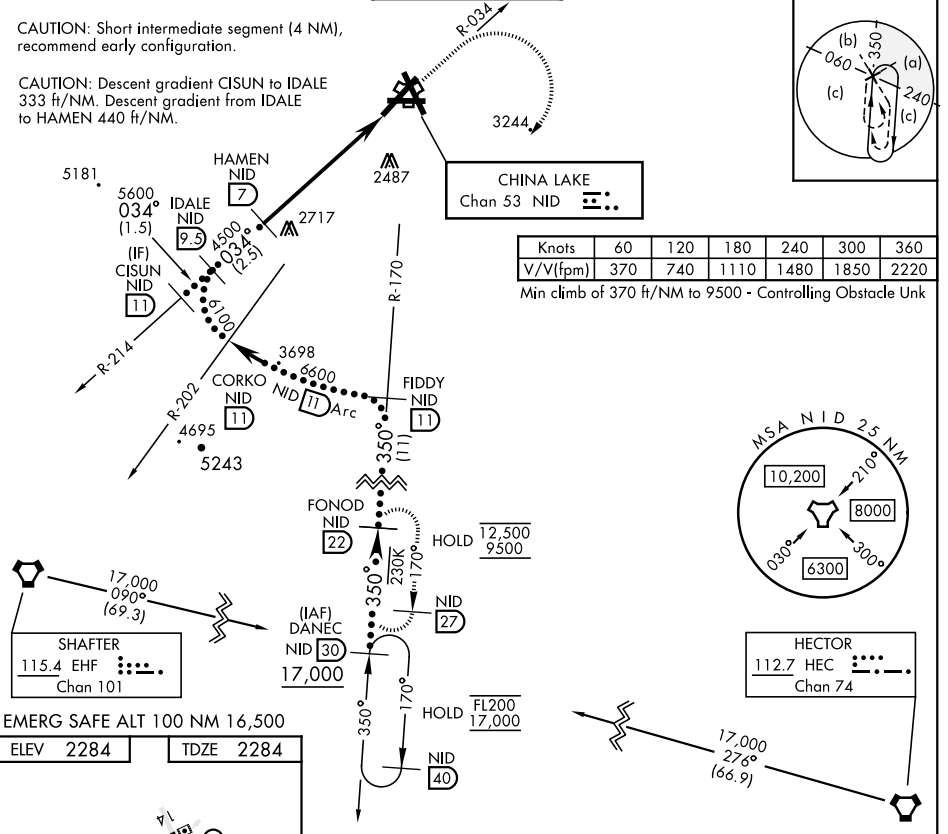 CAUTION: Short intermediate segment (4 NM),
recommend early configuration.
CAUTION: Descent gradient CISUN to IDALE
333 ft/NM. Descent gradient from IDALE
to HAMEN 440 ft/NM.
R-034
3244
(b)
350
(a)
060
240
(c)
(c)
CHINA LAKE
Chan 53 NID
2487
5181
HAMEN
NID
7
2717
5600
034°
(1.5)
IDALE
NID
9.5
4500
034°
(2.5)
(IF)
CISUN
NID
11
6100
R-214
R-202
R-170
Knots 60 120 180 240 300 360
V/V(fpm) 370 740 1110 1480 1850 2220
Min climb of 370 ft/NM to 9500 - Controlling Obstacle Unk
3698
6600
CORKO
NID
11
NID 11 Arc
FIDDY
NID
11
4695
5243
350°
(11)
FONOD
NID
22
HOLD 12,500
9500
350°
230K
170°
NID
27
MSA NID 25 NM
10,200
210°
8000
030°
300°
6300
17,000
090°
(69.3)
SHAFTER
115.4 EHF
Chan 101
(IAF)
DANEC
NID 30
17,000
350°
170°
HOLD FL200
17,000
NID
40
HECTOR
112.7 HEC
Chan 74
17,000
276°
(66.9)
EMERG SAFE ALT 100 NM 16,500
ELEV 2284
TDZE 2284
14